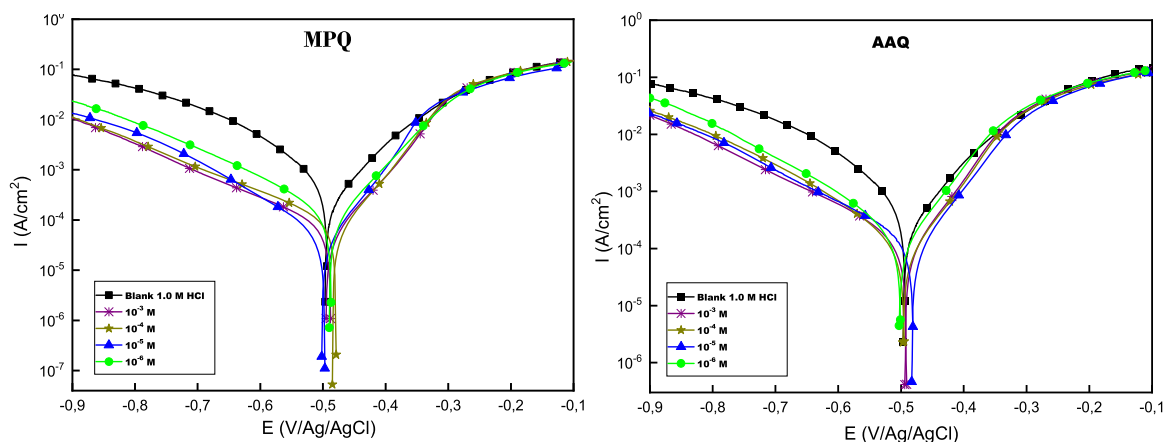 MPQ
I (A/cm²)
10⁰
10⁻¹
10⁻²
10⁻³
10⁻⁴
10⁻⁵
10⁻⁶
10⁻⁷
Blank 1.0 M HCl
10⁻³ M
10⁻⁴ M
10⁻⁵ M
10⁻⁶ M
-0,9 -0,8 -0,7 -0,6 -0,5 -0,4 -0,3 -0,2 -0,1
E (V/Ag/AgCl)
AAQ
I (A/cm²)
10⁰
10⁻¹
10⁻²
10⁻³
10⁻⁴
10⁻⁵
10⁻⁶
Blank 1.0 M HCl
10⁻³ M
10⁻⁴ M
10⁻⁵ M
10⁻⁶ M
-0,9 -0,8 -0,7 -0,6 -0,5 -0,4 -0,3 -0,2 -0,1
E (V/Ag/AgCl)